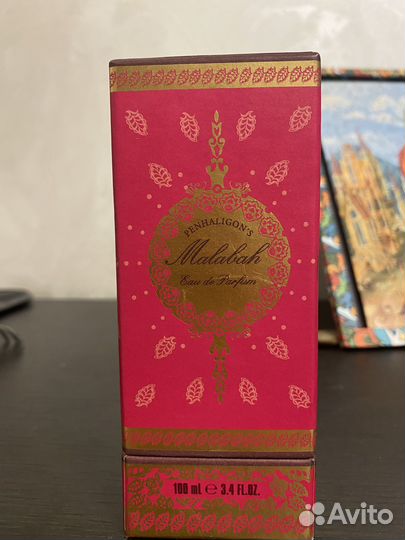 PENHALIGON'S
Malabah
Eau de Parfum
100 mL ℮ 3.4 FL.OZ.
Avito